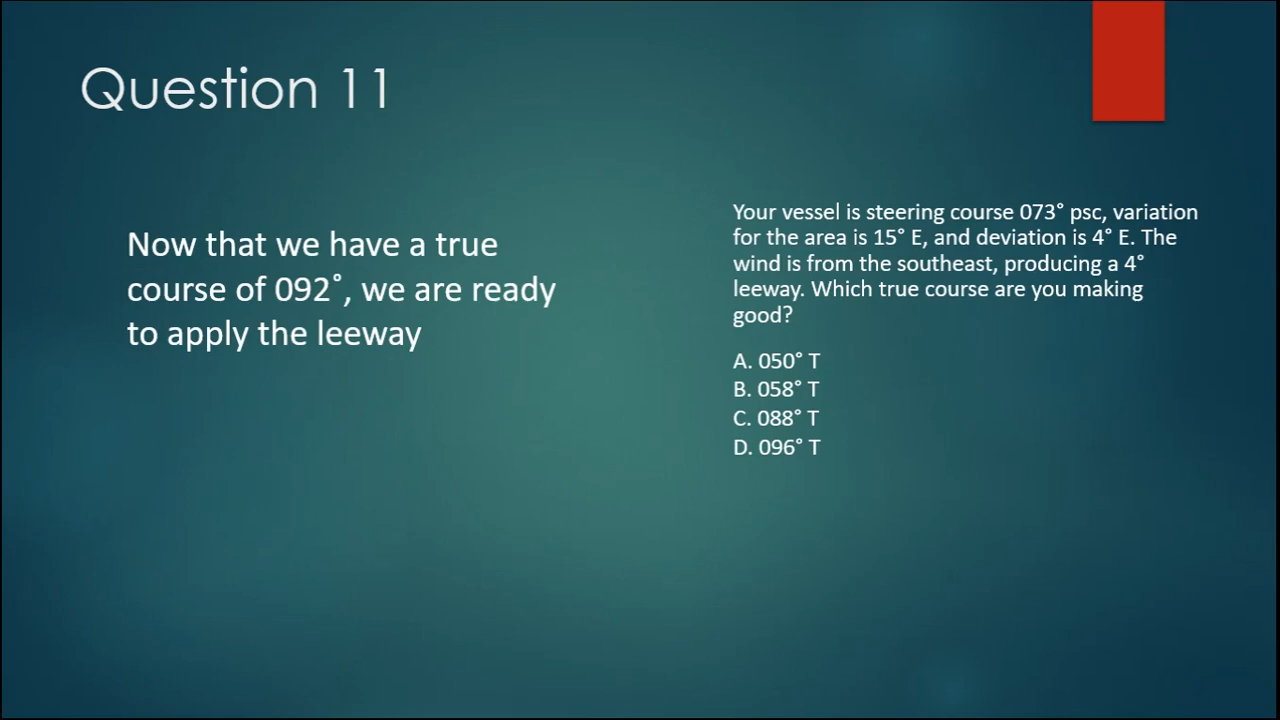 Question 11
Now that we have a true
course of 092˚, we are ready
to apply the leeway
Your vessel is steering course 073° psc, variation
for the area is 15° E, and deviation is 4° E. The
wind is from the southeast, producing a 4°
leeway. Which true course are you making
good?
A. 050° T
B. 058° T
C. 088° T
D. 096° T